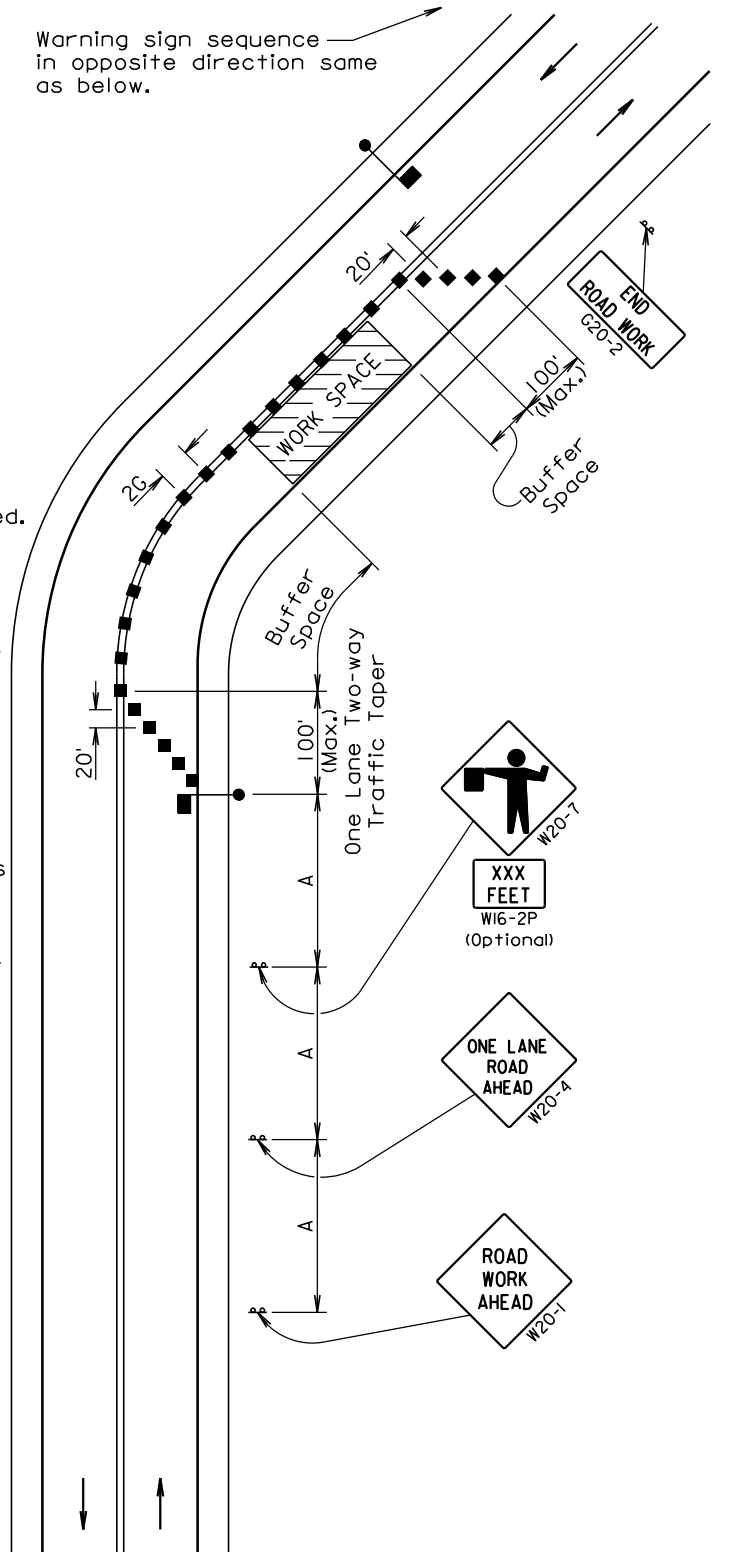 Warning sign sequence
in opposite direction same
as below.
20'
END
ROAD WORK
G20-2
100'
(Max.)
WORK SPACE
Buffer
Space
2G
ed.
Buffer
Space
100'
(Max.)
One Lane Two-way
Traffic Taper
20'
W20-7
XXX
FEET
W16-2P
(Optional)
A
s
A
ONE LANE
ROAD
AHEAD
W20-4
A
ROAD
WORK
AHEAD
W20-1